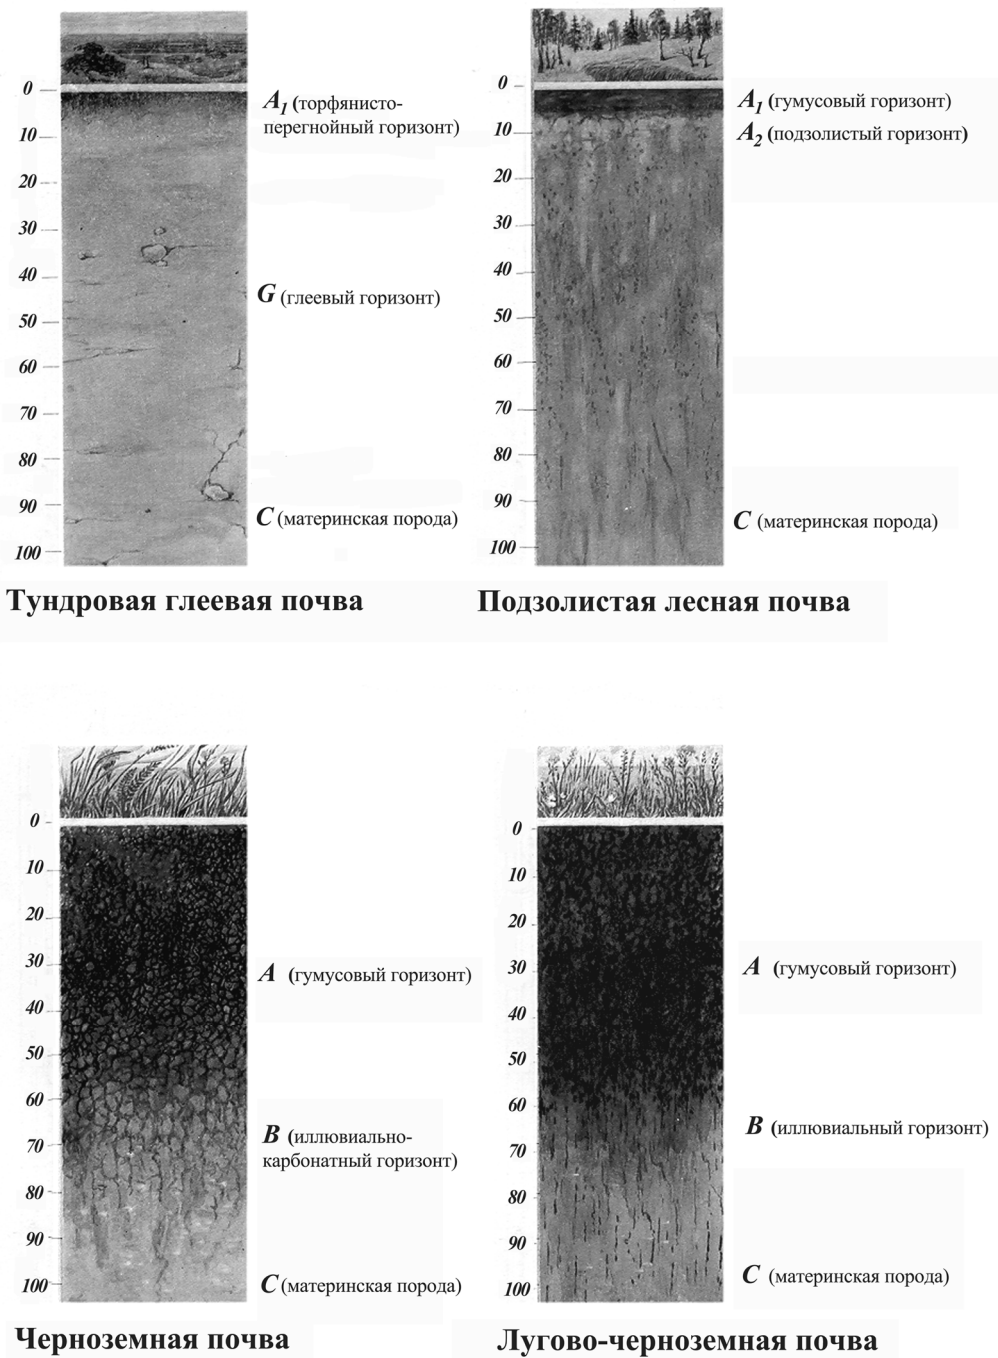 0
10
20
30
40
50
60
70
80
90
100
A1 (торфянисто-
перегнойный горизонт)
G (глеевый горизонт)
C (материнская порода)
Тундровая глеевая почва
0
10
20
30
40
50
60
70
80
90
100
A1 (гумусовый горизонт)
A2 (подзолистый горизонт)
C (материнская порода)
Подзолистая лесная почва
0
10
20
30
40
50
60
70
80
90
100
A (гумусовый горизонт)
B (иллювиально-
карбонатный горизонт)
C (материнская порода)
Черноземная почва
0
10
20
30
40
50
60
70
80
90
100
A (гумусовый горизонт)
B (иллювиальный горизонт)
C (материнская порода)
Лугово-черноземная почва